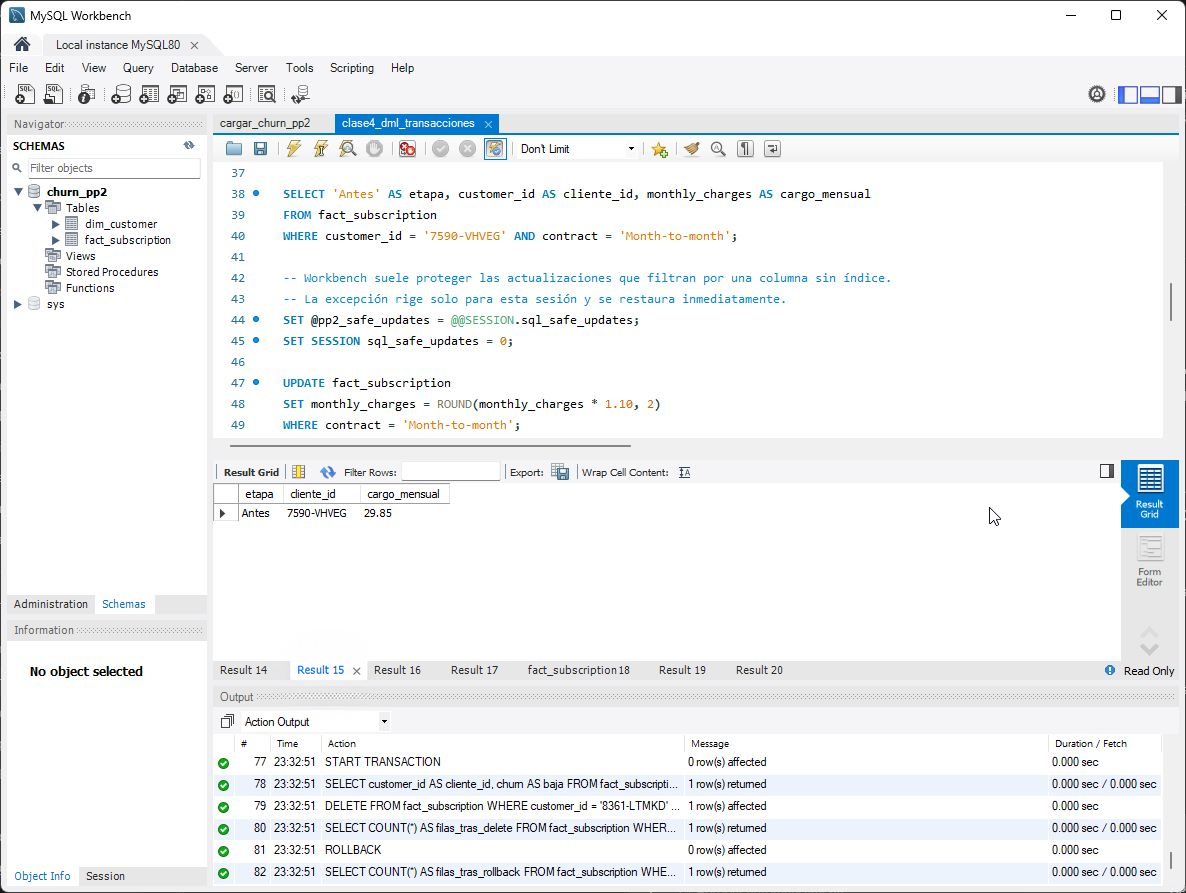 MySQL Workbench
Local instance MySQL80
File Edit View Query Database Server Tools Scripting Help
Navigator
SCHEMAS
Filter objects
churn_pp2
Tables
dim_customer
fact_subscription
Views
Stored Procedures
Functions
sys
Administration Schemas
Information
No object selected
Object Info Session
cargar_churn_pp2 clase4_dml_transacciones
Don't Limit
37
38 SELECT 'Antes' AS etapa, customer_id AS cliente_id, monthly_charges AS cargo_mensual
39 FROM fact_subscription
40 WHERE customer_id = '7590-VHVEG' AND contract = 'Month-to-month';
41
42 -- Workbench suele proteger las actualizaciones que filtran por una columna sin índice.
43 -- La excepción rige solo para esta sesión y se restaura inmediatamente.
44 SET @pp2_safe_updates = @@SESSION.sql_safe_updates;
45 SET SESSION sql_safe_updates = 0;
46
47 UPDATE fact_subscription
48 SET monthly_charges = ROUND(monthly_charges * 1.10, 2)
49 WHERE contract = 'Month-to-month';
Result Grid Filter Rows: Export: Wrap Cell Content:
etapa cliente_id cargo_mensual
Antes 7590-VHVEG 29.85
Result Grid
Form Editor
Result 14 Result 15 Result 16 Result 17 fact_subscription18 Result 19 Result 20 Read Only
Output
Action Output
# Time Action Message Duration / Fetch
77 23:32:51 START TRANSACTION 0 row(s) affected 0.000 sec
78 23:32:51 SELECT customer_id AS cliente_id, churn AS baja FROM fact_subscripti... 1 row(s) returned 0.000 sec / 0.000 sec
79 23:32:51 DELETE FROM fact_subscription WHERE customer_id = '8361-LTMKD' ... 1 row(s) affected 0.000 sec
80 23:32:51 SELECT COUNT(*) AS filas_tras_delete FROM fact_subscription WHER... 1 row(s) returned 0.000 sec / 0.000 sec
81 23:32:51 ROLLBACK 0 row(s) affected 0.000 sec
82 23:32:51 SELECT COUNT(*) AS filas_tras_rollback FROM fact_subscription WHE... 1 row(s) returned 0.000 sec / 0.000 sec